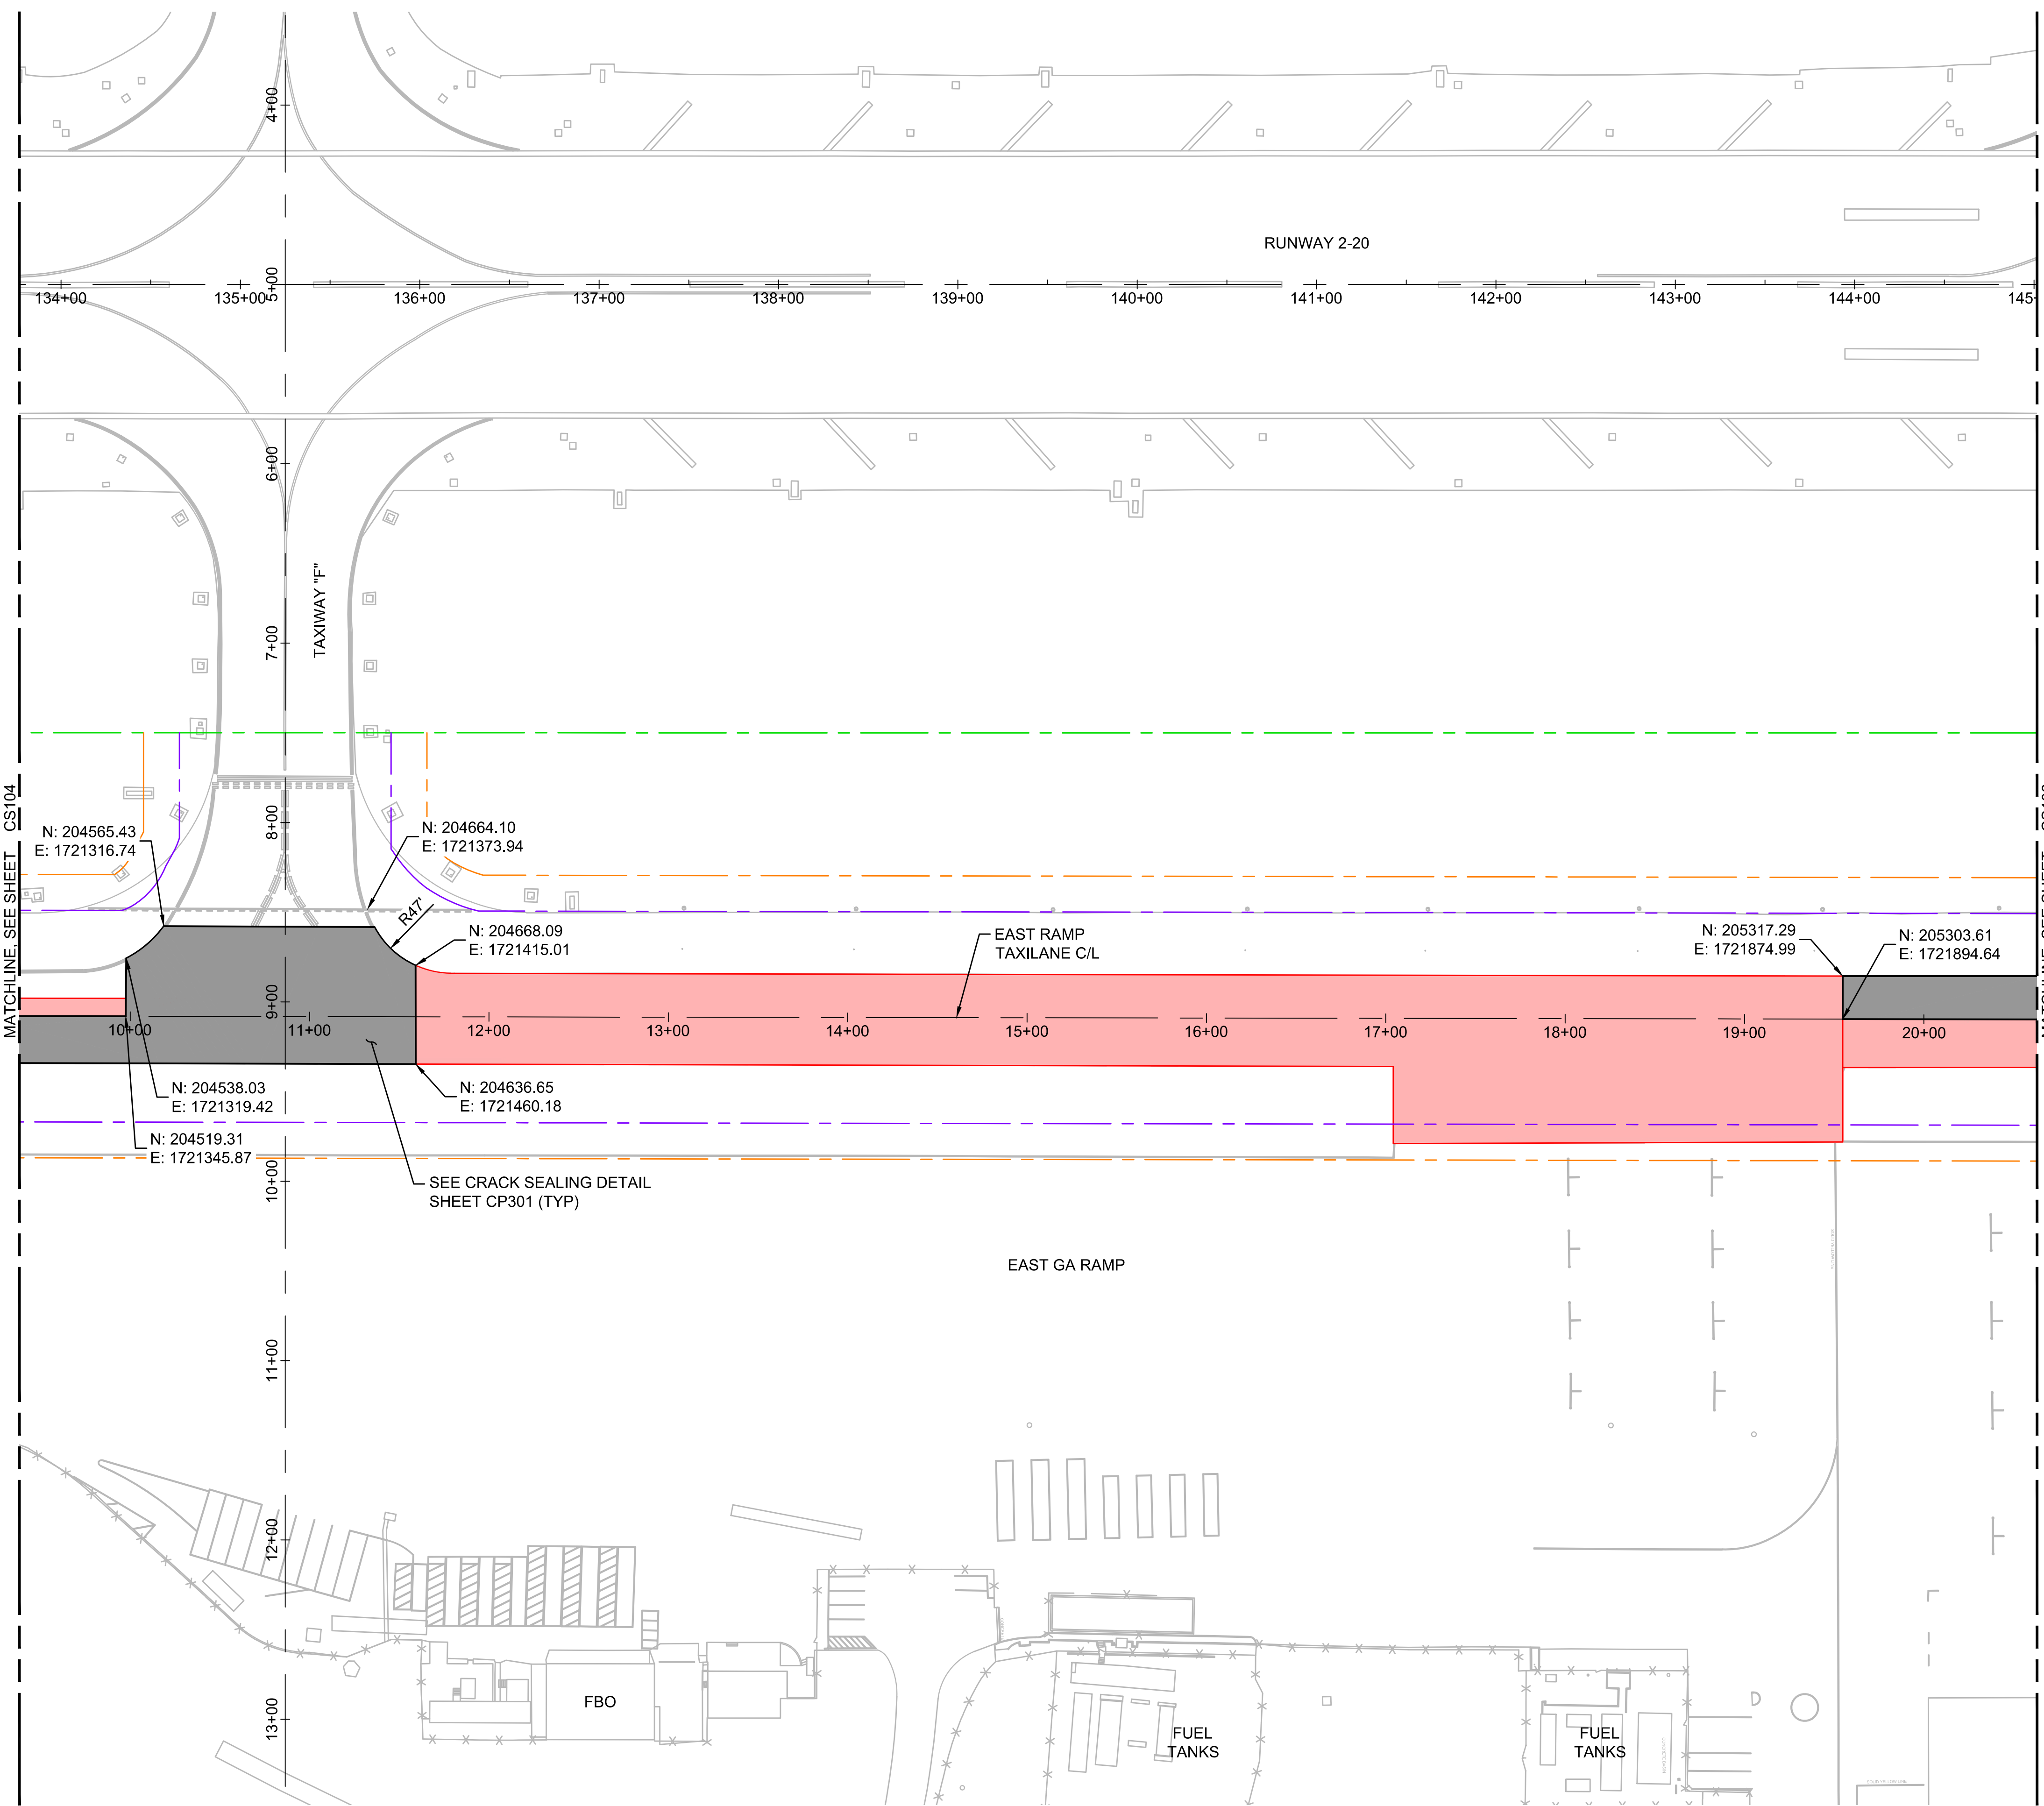 4+00
RUNWAY 2-20
5+00
134+00
135+00
136+00
137+00
138+00
139+00
140+00
141+00
142+00
143+00
144+00
6+00
TAXIWAY "F"
7+00
8+00
MATCHLINE, SEE SHEET CS104
N: 204565.43
E: 1721316.74
N: 204664.10
E: 1721373.94
R47'
N: 204668.09
E: 1721415.01
EAST RAMP
TAXILANE C/L
N: 205317.29
E: 1721874.99
N: 205303.61
E: 1721894.64
9+00
10+00
11+00
12+00
13+00
14+00
15+00
16+00
17+00
18+00
19+00
20+00
N: 204538.03
E: 1721319.42
N: 204636.65
E: 1721460.18
N: 204519.31
E: 1721345.87
10+00
SEE CRACK SEALING DETAIL
SHEET CP301 (TYP)
EAST GA RAMP
11+00
12+00
13+00
FBO
FUEL
TANKS
FUEL
TANKS
SOLID YELLOW LINE